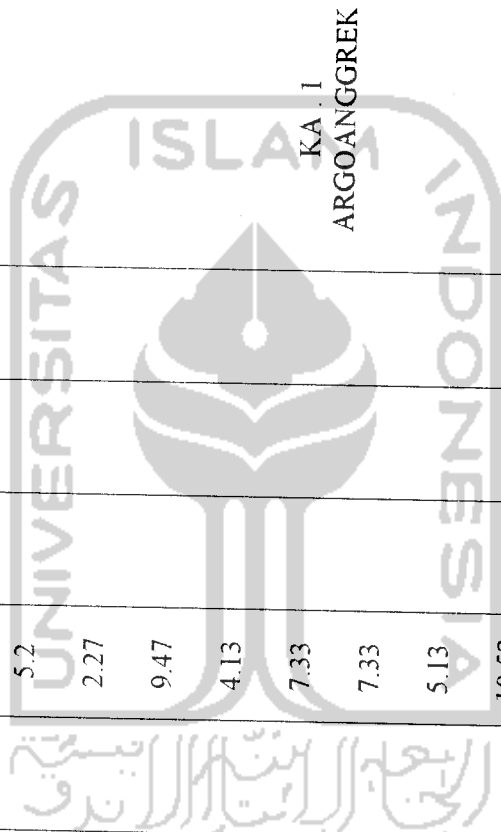 KA . 1
ARGOANGGREK
ISLAM
UNIVERSITAS
INDONESIA
5.2
2.27
9.47
4.13
7.33
7.33
5.13